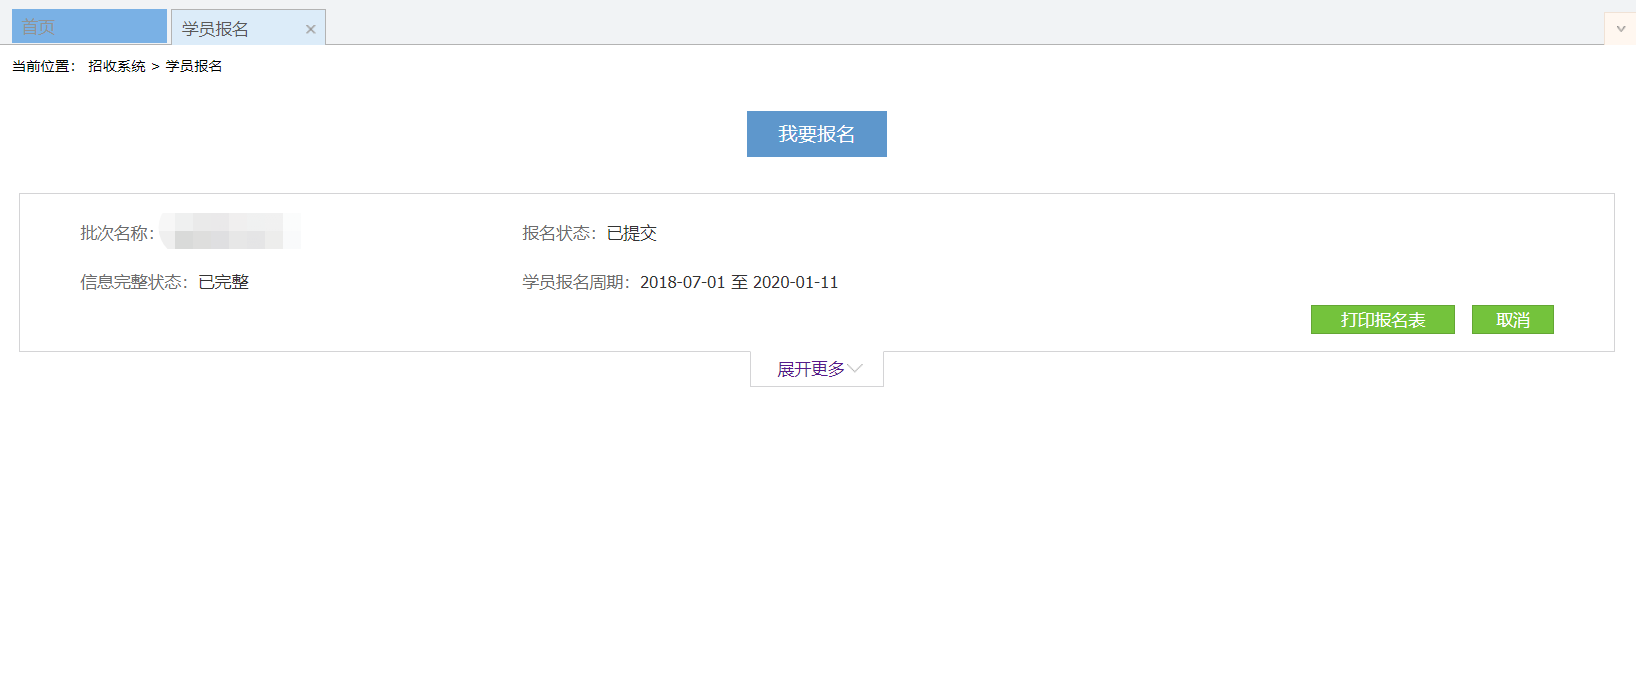 首页
学员报名
当前位置： 招收系统 > 学员报名
我要报名
批次名称：
报名状态：已提交
信息完整状态：已完整
学员报名周期：2018-07-01 至 2020-01-11
打印报名表
取消
展开更多